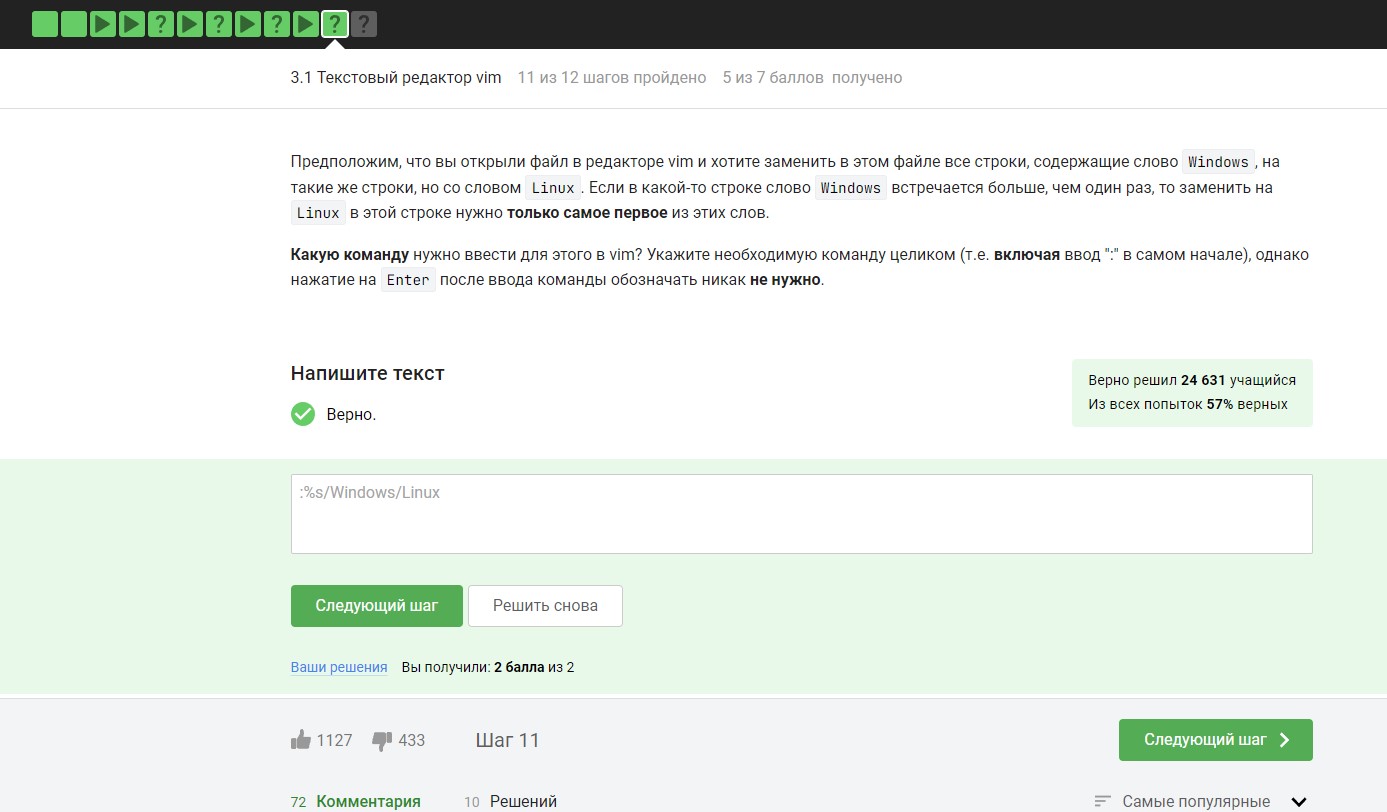 ? ? ? ? ?
3.1 Текстовый редактор vim 11 из 12 шагов пройдено 5 из 7 баллов получено
Предположим, что вы открыли файл в редакторе vim и хотите заменить в этом файле все строки, содержащие слово Windows, на
такие же строки, но со словом Linux. Если в какой-то строке слово Windows встречается больше, чем один раз, то заменить на
Linux в этой строке нужно только самое первое из этих слов.
Какую команду нужно ввести для этого в vim? Укажите необходимую команду целиком (т.е. включая ввод ":" в самом начале), однако
нажатие на Enter после ввода команды обозначать никак не нужно.
Напишите текст
Верно решил 24 631 учащийся
Из всех попыток 57% верных
Верно.
:%s/Windows/Linux
Следующий шаг Решить снова
Ваши решения Вы получили: 2 балла из 2
1127 433 Шаг 11 Следующий шаг
72 Комментария 10 Решений Самые популярные